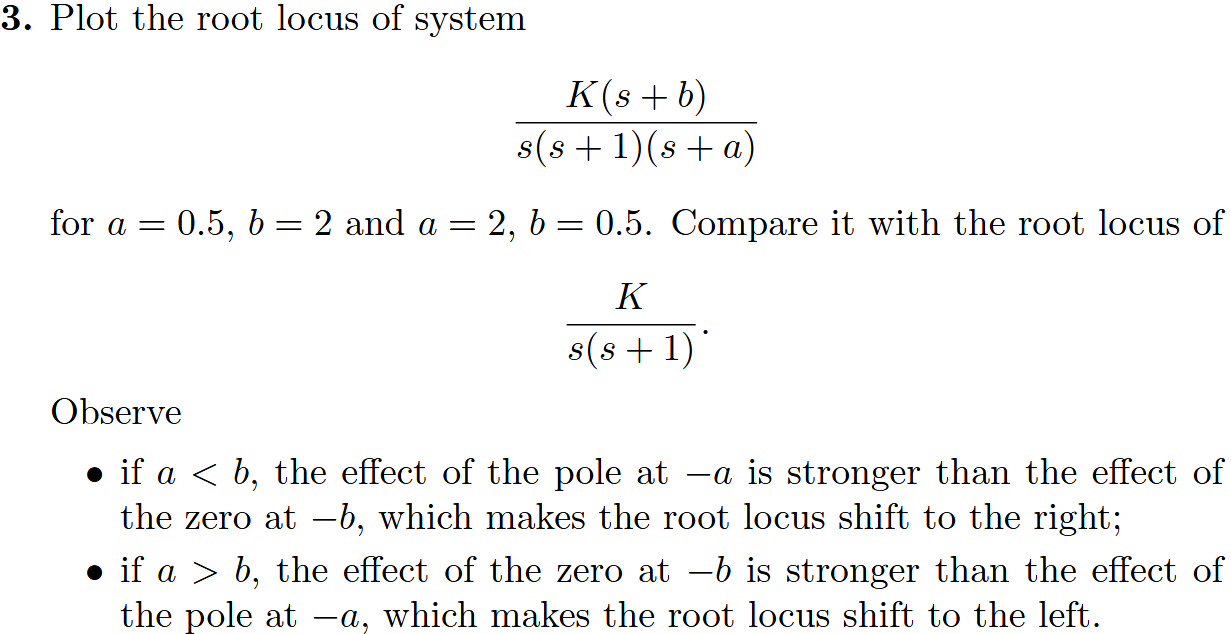 3. Plot the root locus of system
K(s + b)
s(s + 1)(s + a)
for a = 0.5, b = 2 and a = 2, b = 0.5. Compare it with the root locus of
K
s(s + 1)
.
Observe
• if a < b, the effect of the pole at −a is stronger than the effect of
the zero at −b, which makes the root locus shift to the right;
• if a > b, the effect of the zero at −b is stronger than the effect of
the pole at −a, which makes the root locus shift to the left.